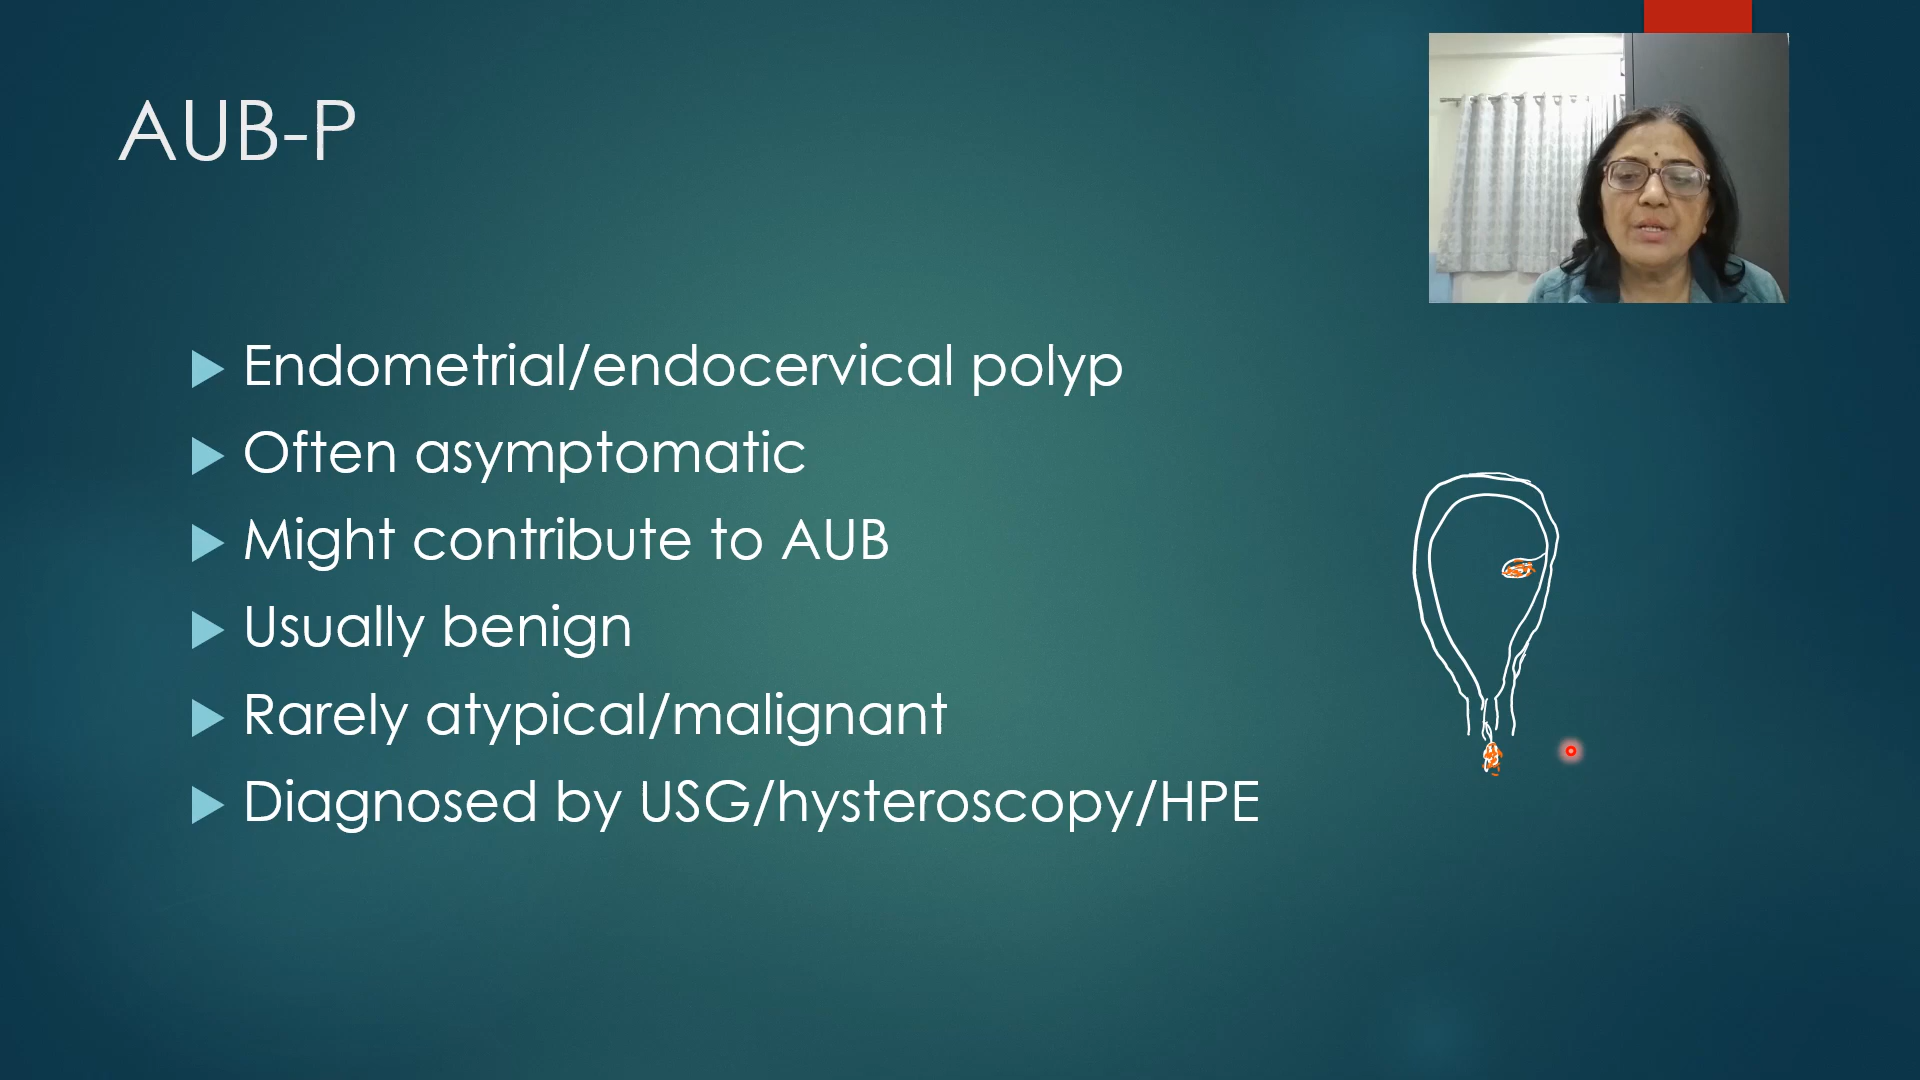 AUB-P
Endometrial/endocervical polyp
Often asymptomatic
Might contribute to AUB
Usually benign
Rarely atypical/malignant
Diagnosed by USG/hysteroscopy/HPE